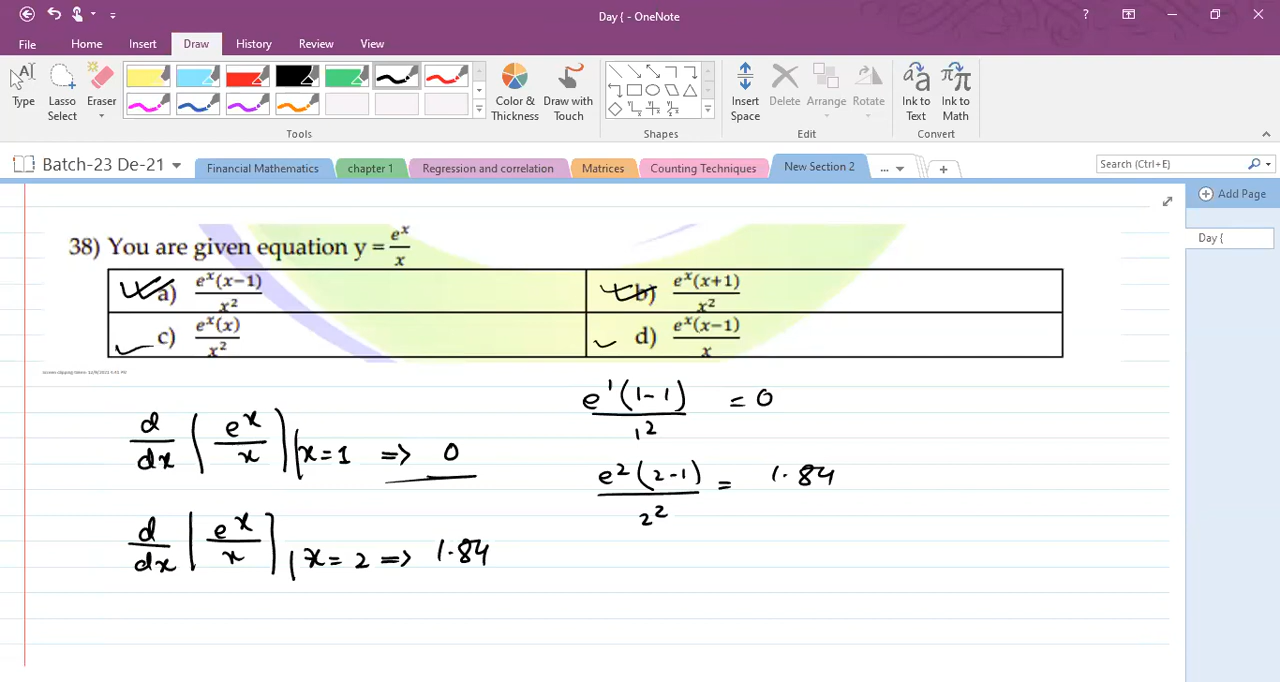 Day { - OneNote
?
File Home Insert Draw History Review View
Type Lasso Select Eraser Color & Thickness Draw with Touch Insert Space Delete Arrange Rotate Ink to Text Ink to Math
Tools Shapes Edit Convert
Batch-23 De-21 Financial Mathematics chapter 1 Regression and correlation Matrices Counting Techniques New Section 2 ... Search (Ctrl+E)
Add Page
Day {
38) You are given equation y = e^x/x
a) e^x(x−1)/x^2 b) e^x(x+1)/x^2
c) e^x(x)/x^2 d) e^x(x−1)/x
e^1(1-1)/1^2 = 0
d/dx (e^x/x) | x=1 => 0
e^2(2-1)/2^2 = 1.84
d/dx [e^x/x] | x=2 => 1.84